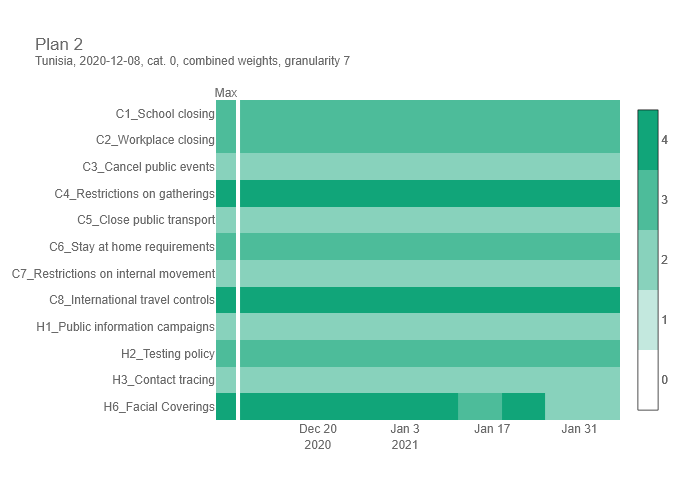 Plan 2
Tunisia, 2020-12-08, cat. 0, combined weights, granularity 7
Max
C1_School closing
C2_Workplace closing
C3_Cancel public events
C4_Restrictions on gatherings
C5_Close public transport
C6_Stay at home requirements
C7_Restrictions on internal movement
C8_International travel controls
H1_Public information campaigns
H2_Testing policy
H3_Contact tracing
H6_Facial Coverings
Dec 20 Jan 3 Jan 17 Jan 31
2020 2021
4
3
2
1
0